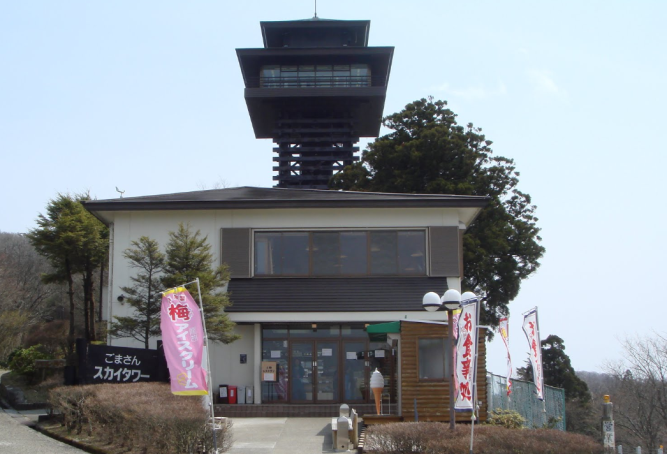 ごまさん
スカイタワー
梅
アイスクリーム
お食事処